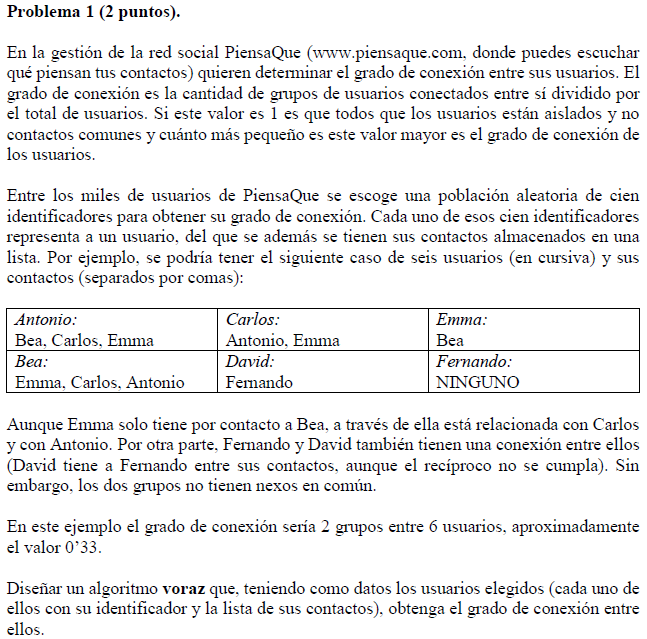 Problema 1 (2 puntos).
En la gestión de la red social PiensaQue (www.piensaque.com, donde puedes escuchar
qué piensan tus contactos) quieren determinar el grado de conexión entre sus usuarios. El
grado de conexión es la cantidad de grupos de usuarios conectados entre sí dividido por
el total de usuarios. Si este valor es 1 es que todos que los usuarios están aislados y no
contactos comunes y cuánto más pequeño es este valor mayor es el grado de conexión de
los usuarios.
Entre los miles de usuarios de PiensaQue se escoge una población aleatoria de cien
identificadores para obtener su grado de conexión. Cada uno de esos cien identificadores
representa a un usuario, del que se además se tienen sus contactos almacenados en una
lista. Por ejemplo, se podría tener el siguiente caso de seis usuarios (en cursiva) y sus
contactos (separados por comas):
Antonio: Carlos: Emma:
Bea, Carlos, Emma Antonio, Emma Bea
Bea: David: Fernando:
Emma, Carlos, Antonio Fernando NINGUNO
Aunque Emma solo tiene por contacto a Bea, a través de ella está relacionada con Carlos
y con Antonio. Por otra parte, Fernando y David también tienen una conexión entre ellos
(David tiene a Fernando entre sus contactos, aunque el recíproco no se cumpla). Sin
embargo, los dos grupos no tienen nexos en común.
En este ejemplo el grado de conexión sería 2 grupos entre 6 usuarios, aproximadamente
el valor 0’33.
Diseñar un algoritmo voraz que, teniendo como datos los usuarios elegidos (cada uno de
ellos con su identificador y la lista de sus contactos), obtenga el grado de conexión entre
ellos.